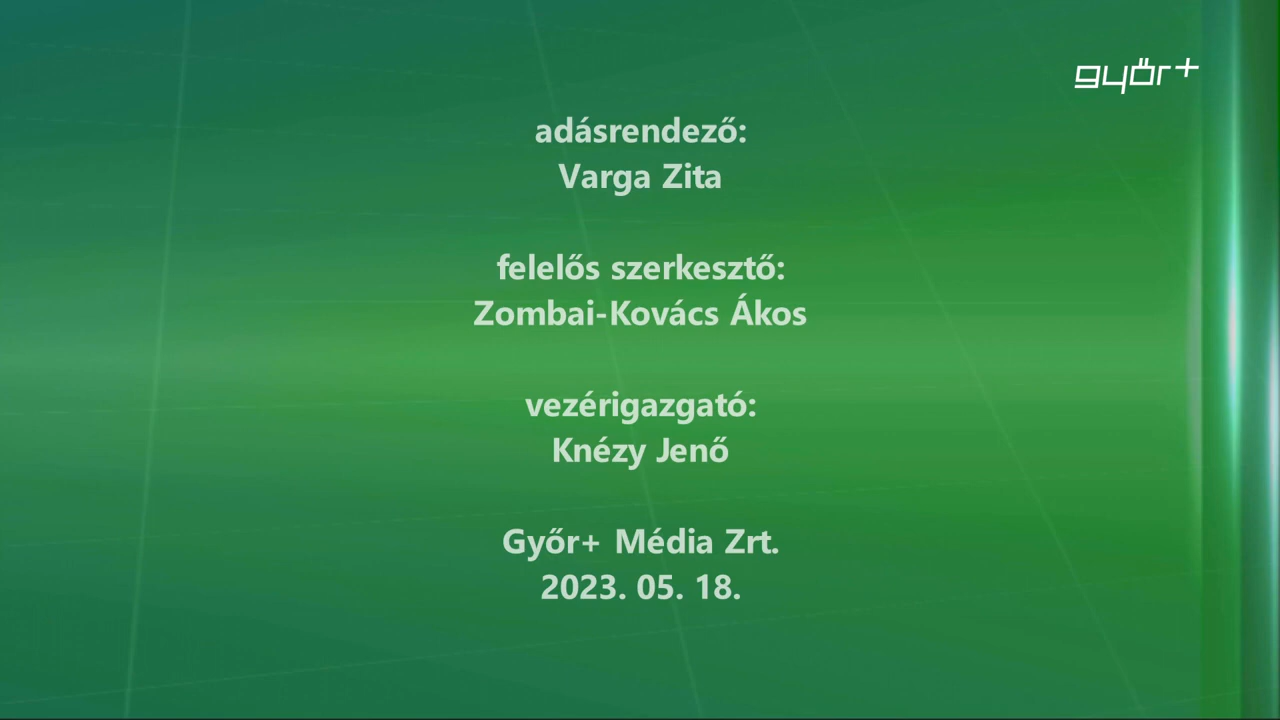 győr+
adásrendező:
Varga Zita
felelős szerkesztő:
Zombai-Kovács Ákos
vezérigazgató:
Knézy Jenő
Győr+ Média Zrt.
2023. 05. 18.